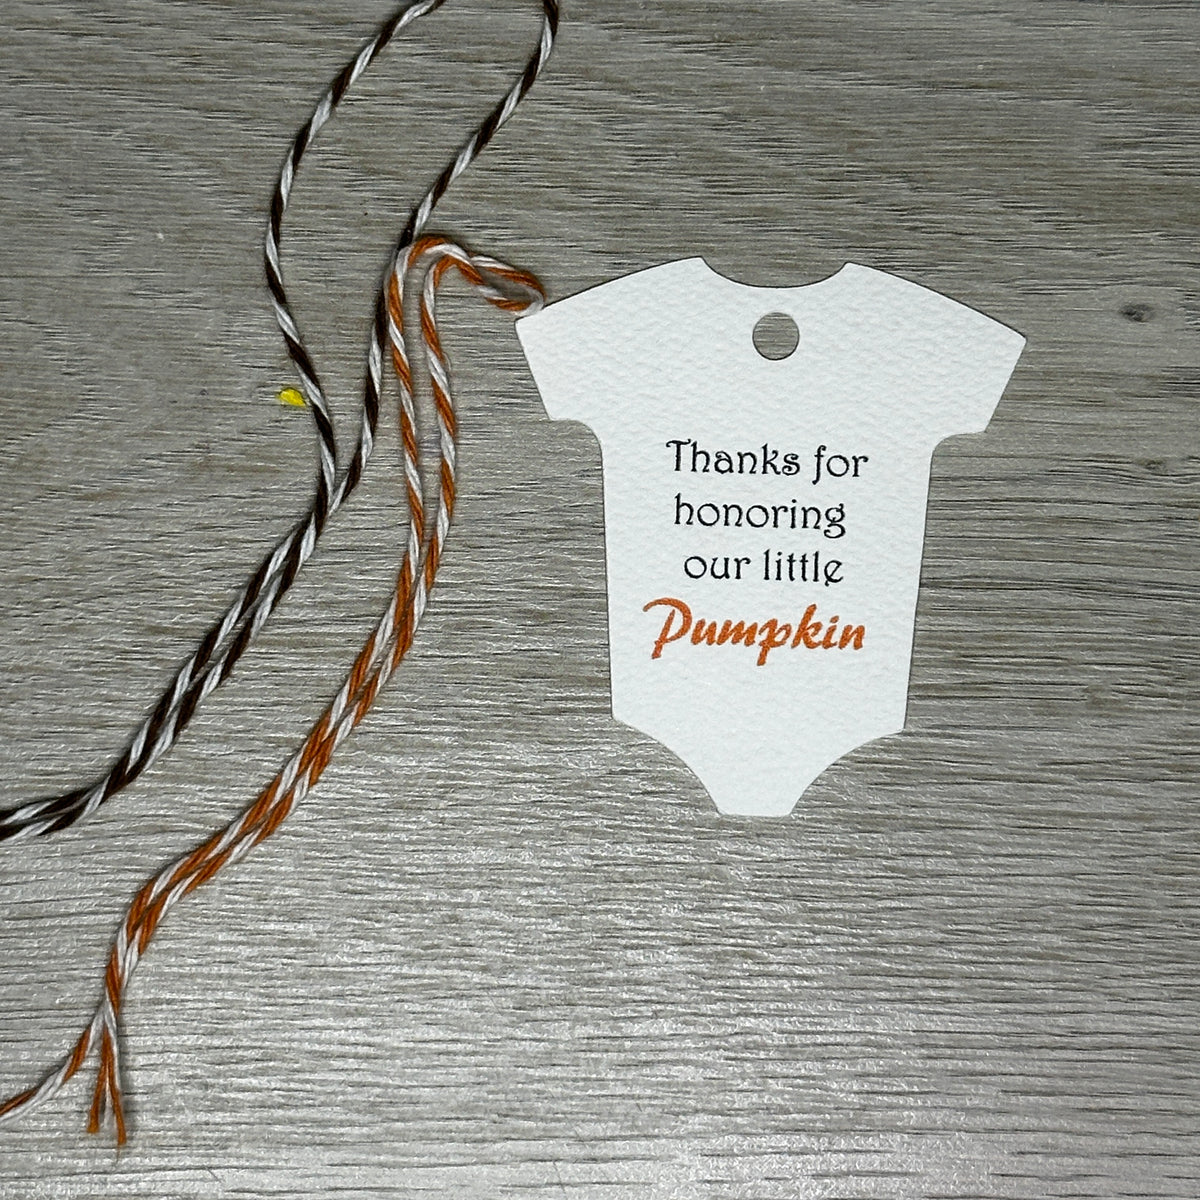 Thanks for
honoring
our little
Pumpkin